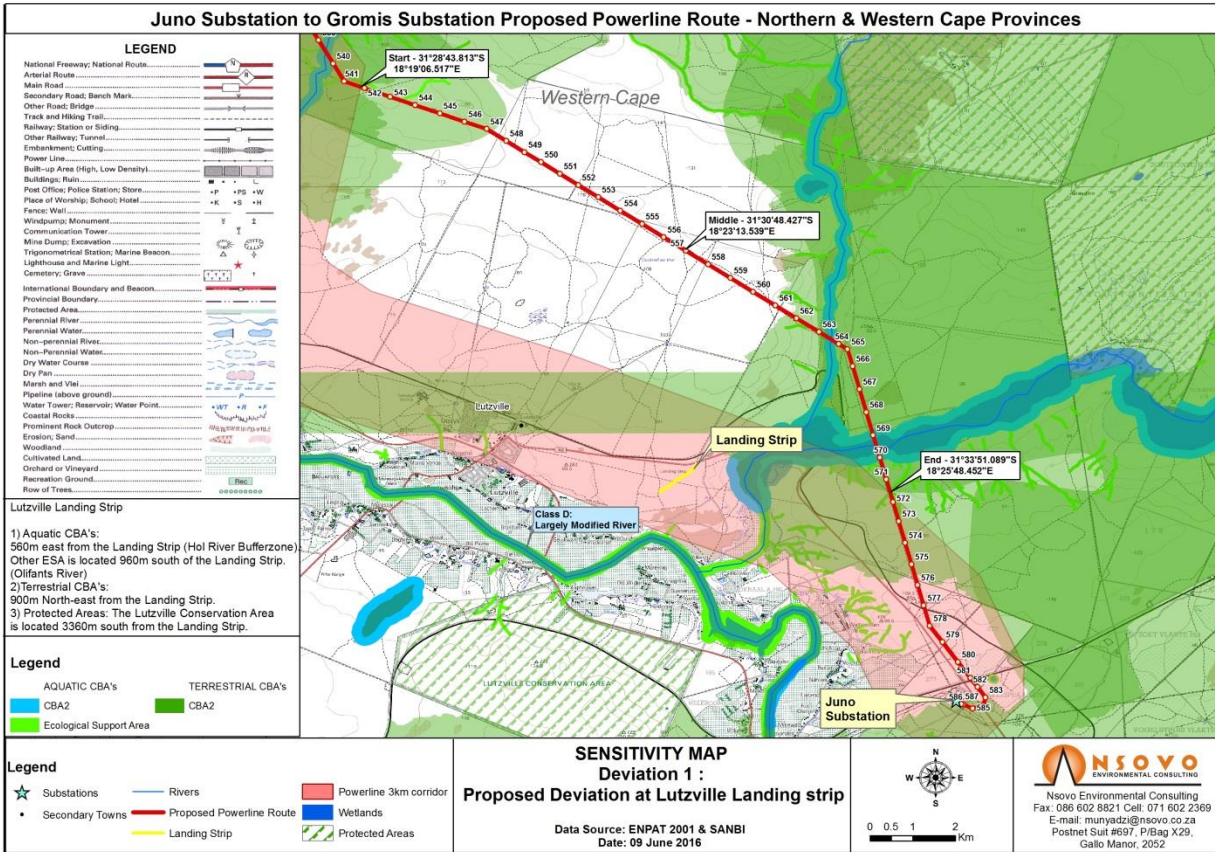 Juno Substation to Gromis Substation Proposed Powerline Route - Northern & Western Cape Provinces
LEGEND
National Freeway; National Route
N
Arterial Route
R
Main Road
Secondary Road; Bench Mark
Other Road; Bridge
Track and Hiking Trail
Railway; Station or Siding
Other Railway; Tunnel
Embankment; Cutting
Power Line
Built-up Area (High, Low Density)
Buildings; Ruin
Post Office; Police Station; Store
•P •PS •W
Place of Worship; School; Hotel
•K •S •H
Fence; Wall
Windpump; Monument
Communication Tower
Mine Dump; Excavation
Trigonometrical Station; Marine Beacon
Lighthouse and Marine Light
Cemetery; Grave
International Boundary and Beacon
Provincial Boundary
Protected Area
Perennial River
Perennial Water
Non-perennial River
Non-Perennial Water
Dry Water Course
Dry Pan
Marsh and Vlei
Pipeline (above ground)
P
Water Tower; Reservoir; Water Point
•WT •R •F
Coastal Rocks
Prominent Rock Outcrop
Erosion; Sand
Woodland
Cultivated Land
Orchard or Vineyard
Recreation Ground
Rec
Row of Trees
Lutzville Landing Strip
1) Aquatic CBA's:
560m east from the Landing Strip (Hol River Bufferzone)
Other ESA is located 960m south of the Landing Strip.
(Olifants River)
2)Terrestrial CBA's:
900m North-east from the Landing Strip.
3) Protected Areas: The Lutzville Conservation Area
is located 3360m south from the Landing Strip.
Legend
AQUATIC CBA's
CBA2
Ecological Support Area
TERRESTRIAL CBA's
CBA2
540
541
Start - 31°28'43.813"S
18°19'06.517"E
542
543
544
545
546
547
548
549
550
551
552
553
554
555
556
557
Western Cape
Middle - 31°30'48.427"S
18°23'13.539"E
558
559
560
561
562
563
564
565
566
567
568
569
570
571
End - 31°33'51.089"S
18°25'48.452"E
572
573
574
575
576
577
578
579
580
581
582
583
585
586
587
Lutzville
Landing Strip
Lutzville
Class D:
Largely Modified River
LUTZVILLE CONSERVATION AREA
Juno
Substation
Legend
Substations
Secondary Towns
Rivers
Proposed Powerline Route
Landing Strip
Powerline 3km corridor
Wetlands
Protected Areas
SENSITIVITY MAP
Deviation 1 :
Proposed Deviation at Lutzville Landing strip
Data Source: ENPAT 2001 & SANBI
Date: 09 June 2016
N
W E
S
0 0.5 1 2
Km
NSOVO
ENVIRONMENTAL CONSULTING
Nsovo Environmental Consulting
Fax: 086 602 8821 Cell: 071 602 2369
E-mail: munyadzi@nsovo.co.za
Postnet Suit #697, P/Bag X29,
Gallo Manor, 2052